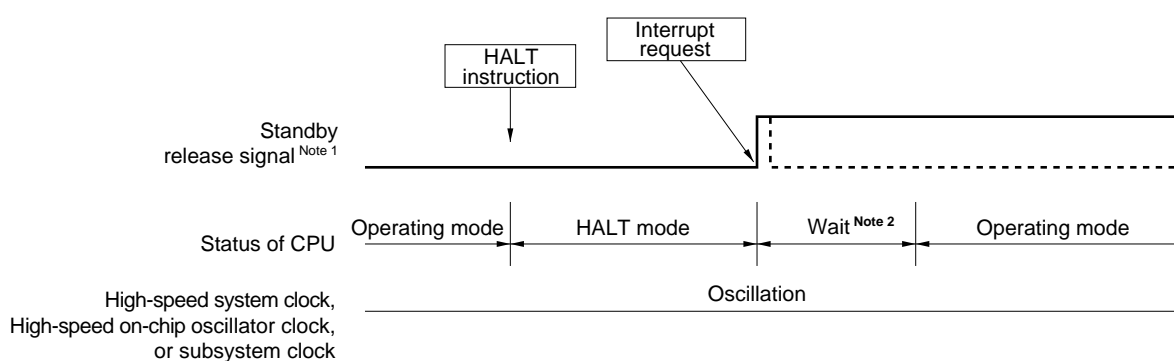 HALT
instruction
Interrupt
request
Standby
release signal Note 1
Status of CPU
Operating mode
HALT mode
Wait Note 2
Operating mode
High-speed system clock,
High-speed on-chip oscillator clock,
or subsystem clock
Oscillation